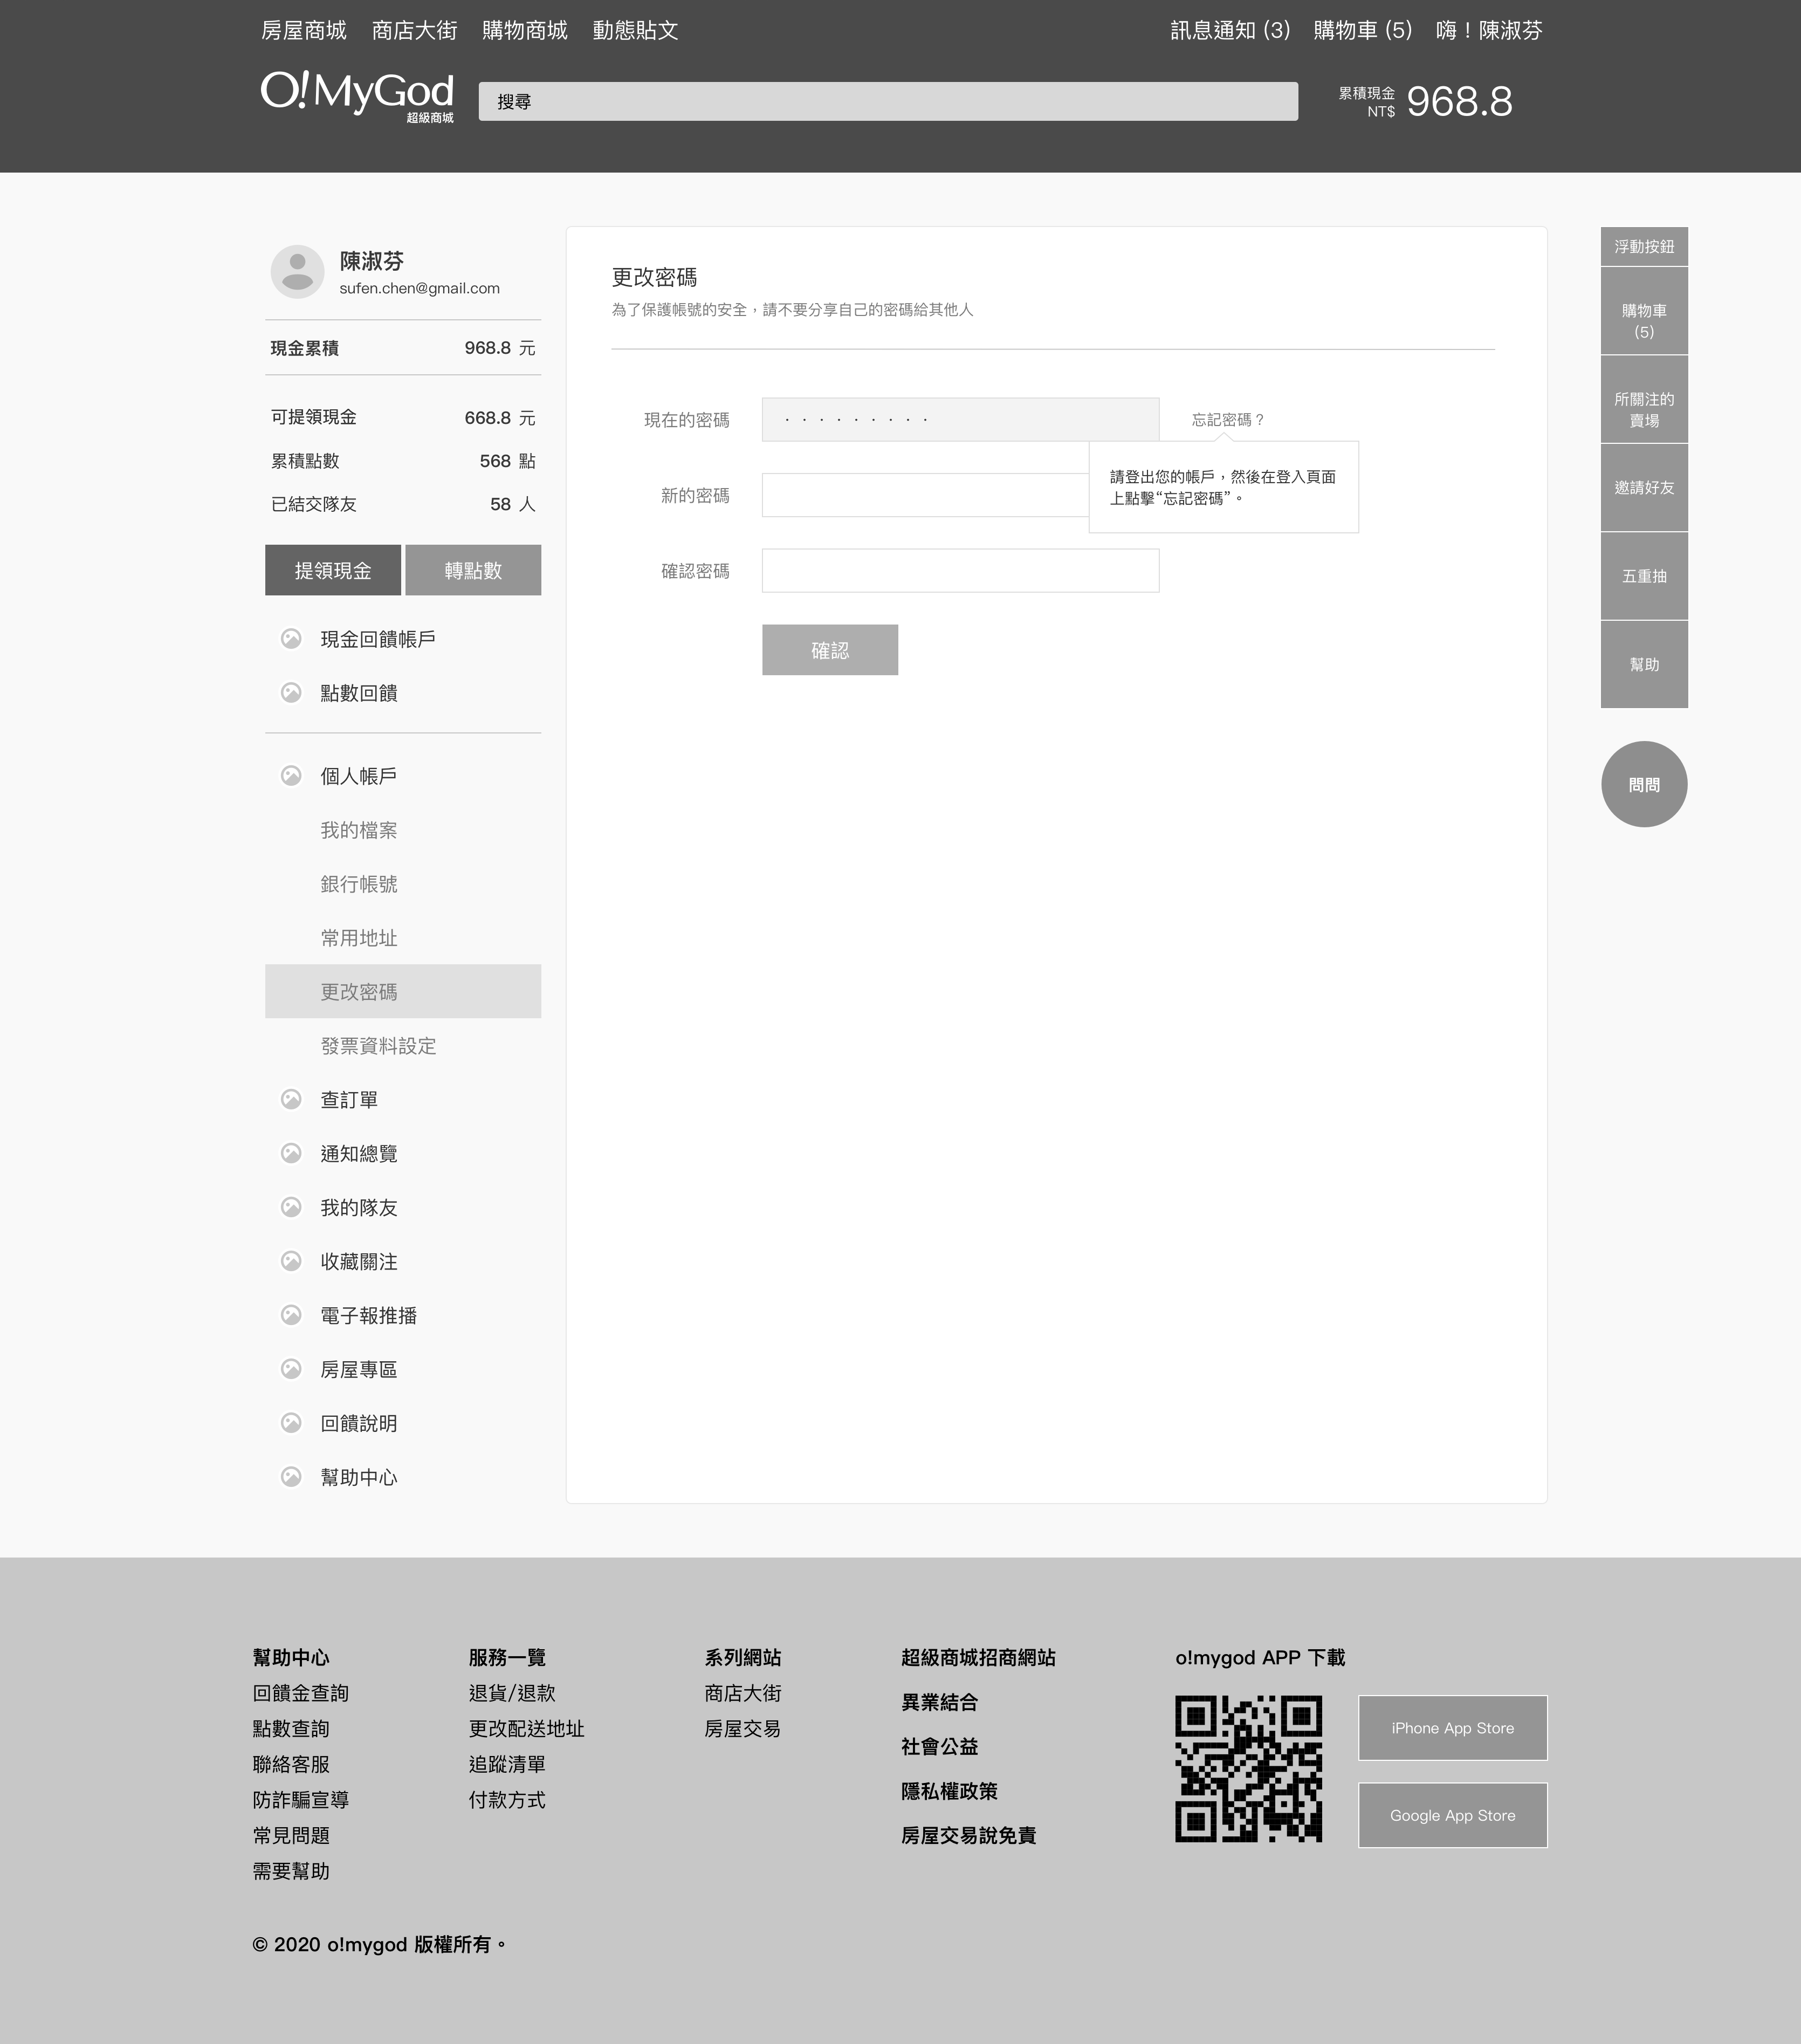 房屋商城 商店大街 購物商城 動態貼文 訊息通知 (3) 購物車 (5) 嗨！陳淑芬
O!MyGod
超級商城
搜尋
累積現金
NT$
968.8
陳淑芬
sufen.chen@gmail.com
現金累積 968.8 元
可提領現金 668.8 元
累積點數 568 點
已結交隊友 58 人
提領現金 轉點數
現金回饋帳戶
點數回饋
個人帳戶
我的檔案
銀行帳號
常用地址
更改密碼
發票資料設定
查訂單
通知總覽
我的隊友
收藏關注
電子報推播
房屋專區
回饋說明
幫助中心
更改密碼
為了保護帳號的安全，請不要分享自己的密碼給其他人
現在的密碼 · · · · · · · · · 忘記密碼？
請登出您的帳戶，然後在登入頁面
上點擊“忘記密碼”。
新的密碼
確認密碼
確認
浮動按鈕
購物車
(5)
所關注的
賣場
邀請好友
五重抽
幫助
問問
幫助中心
回饋金查詢
點數查詢
聯絡客服
防詐騙宣導
常見問題
需要幫助
服務一覽
退貨/退款
更改配送地址
追蹤清單
付款方式
系列網站
商店大街
房屋交易
超級商城招商網站
異業結合
社會公益
隱私權政策
房屋交易說免責
o!mygod APP 下載
iPhone App Store
Google App Store
© 2020 o!mygod 版權所有。